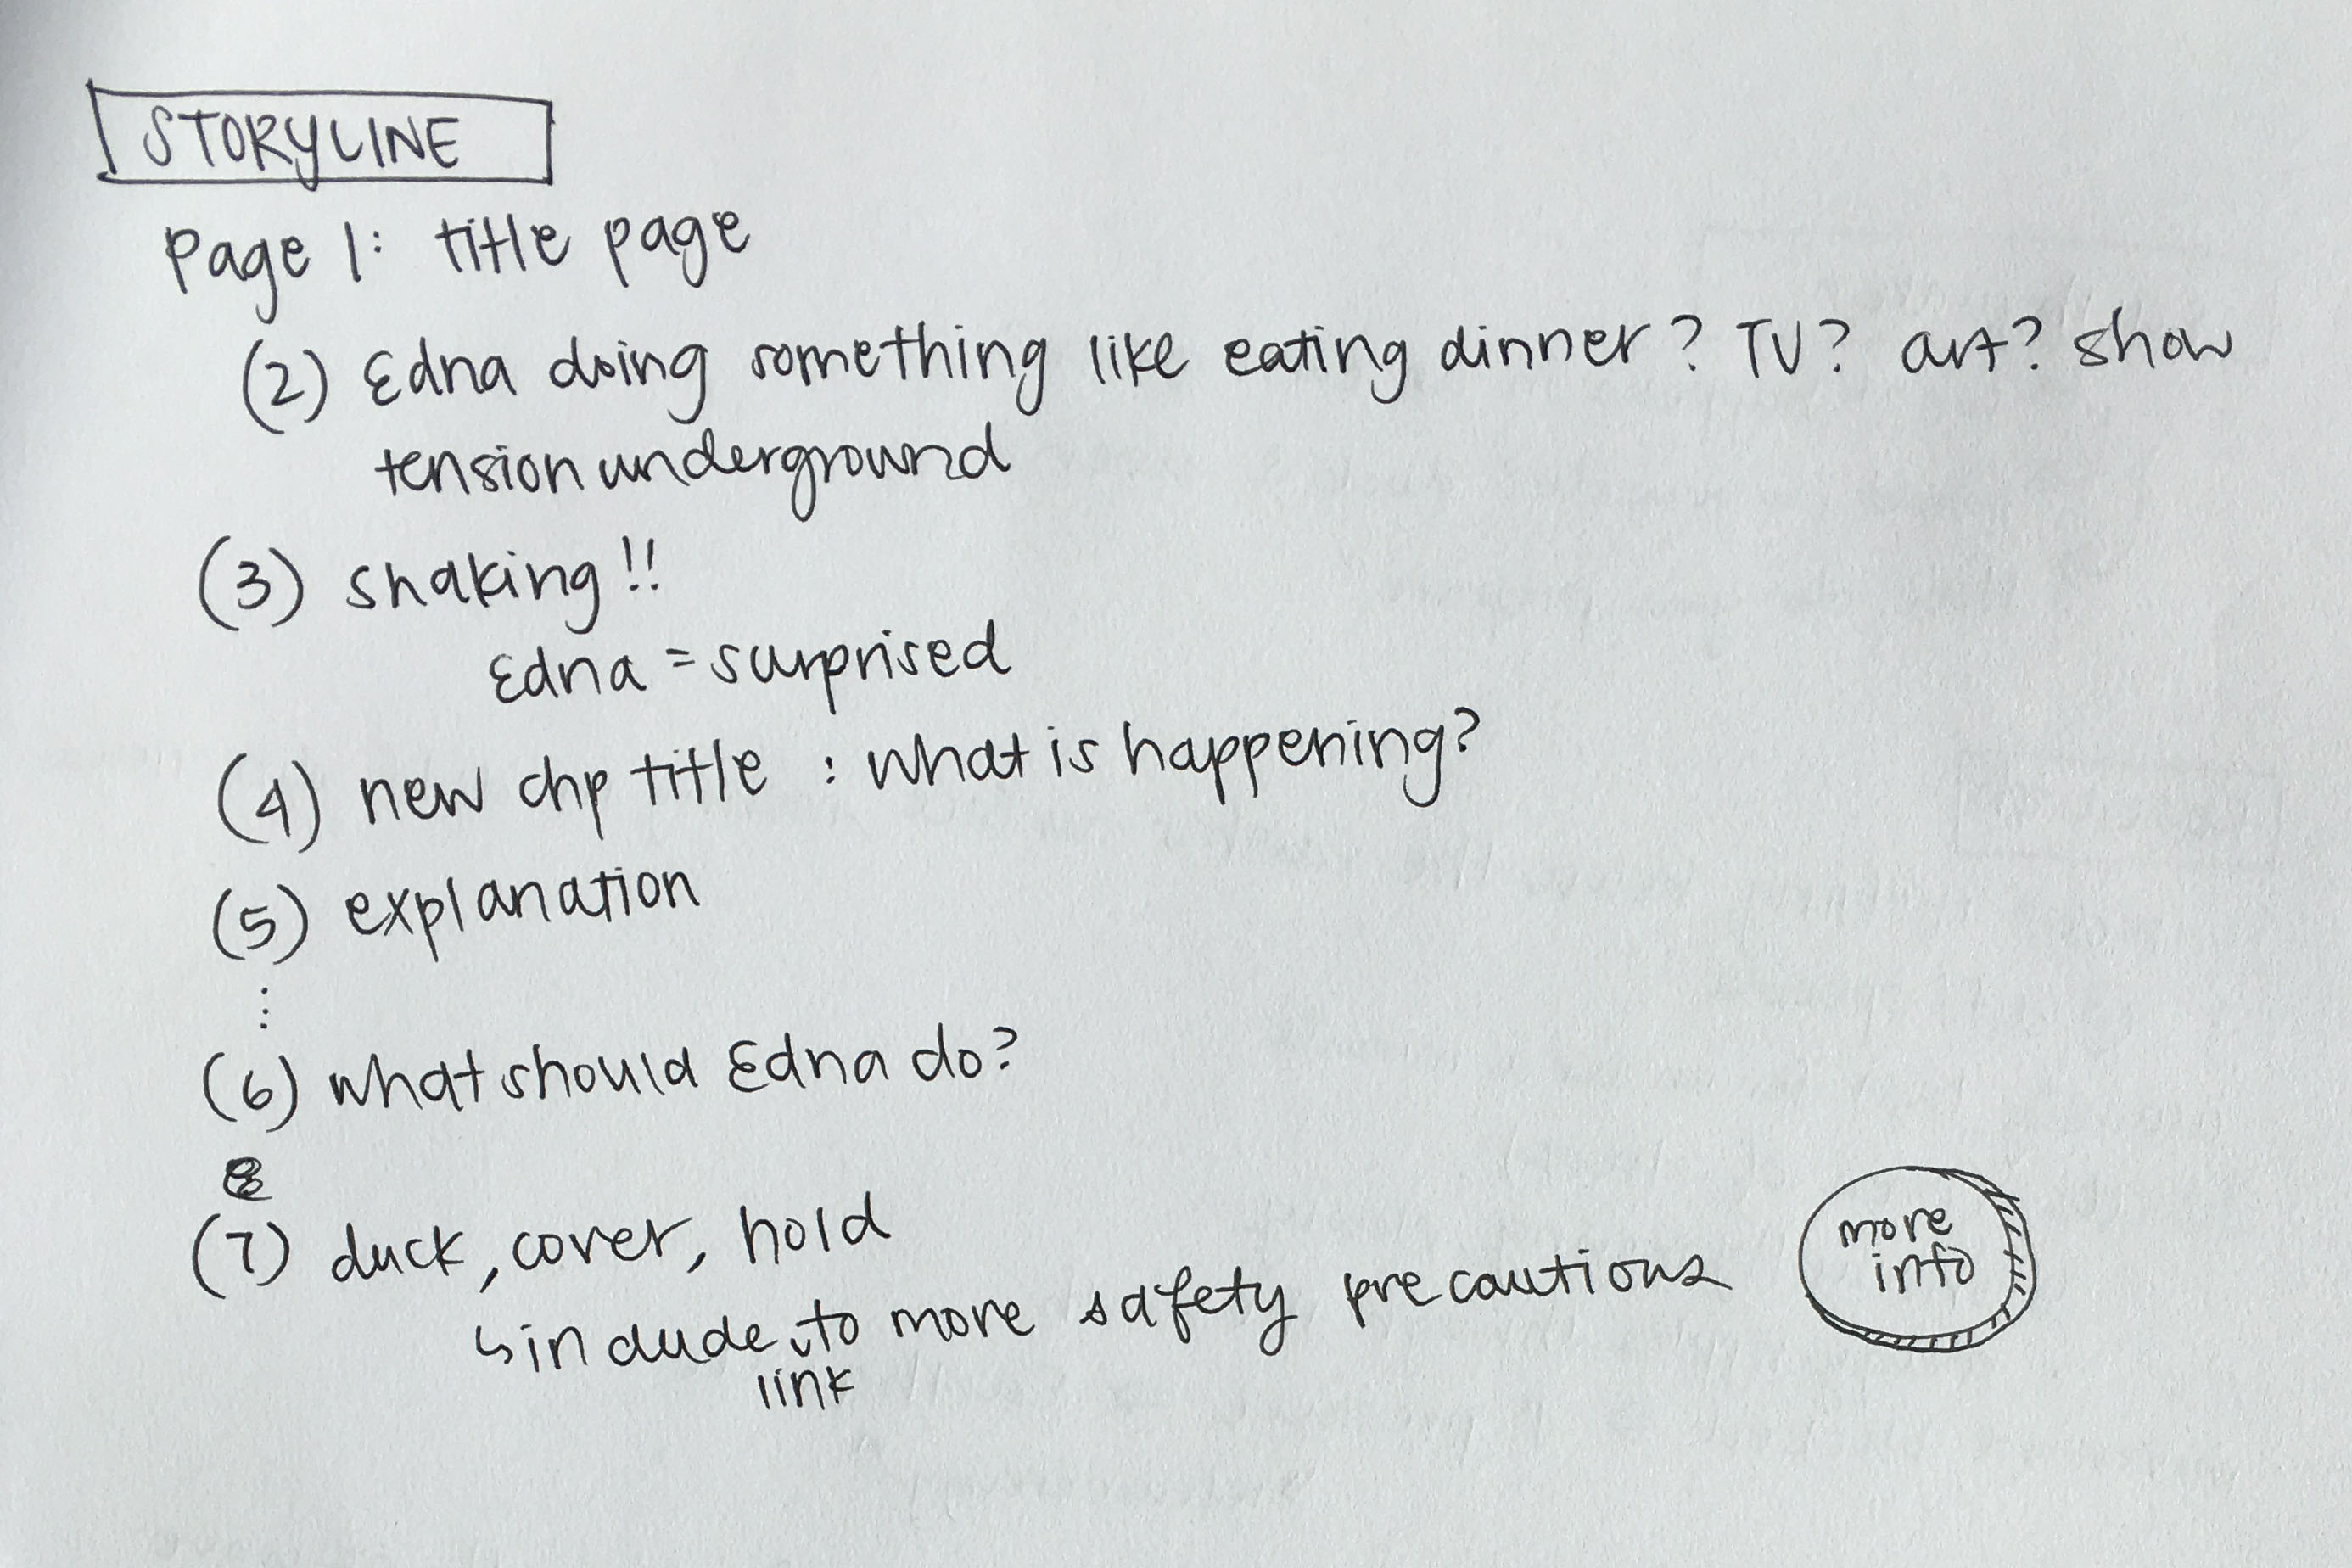 STORYLINE
Page 1: title page
(2) Edna doing something like eating dinner? TV? art? show
tension underground
(3) shaking!!
Edna = surprised
(4) new chp title : what is happening?
(5) explanation
⋮
(6) what should Edna do?
(7) duck, cover, hold
↳ include to more safety precautions
link
more
info